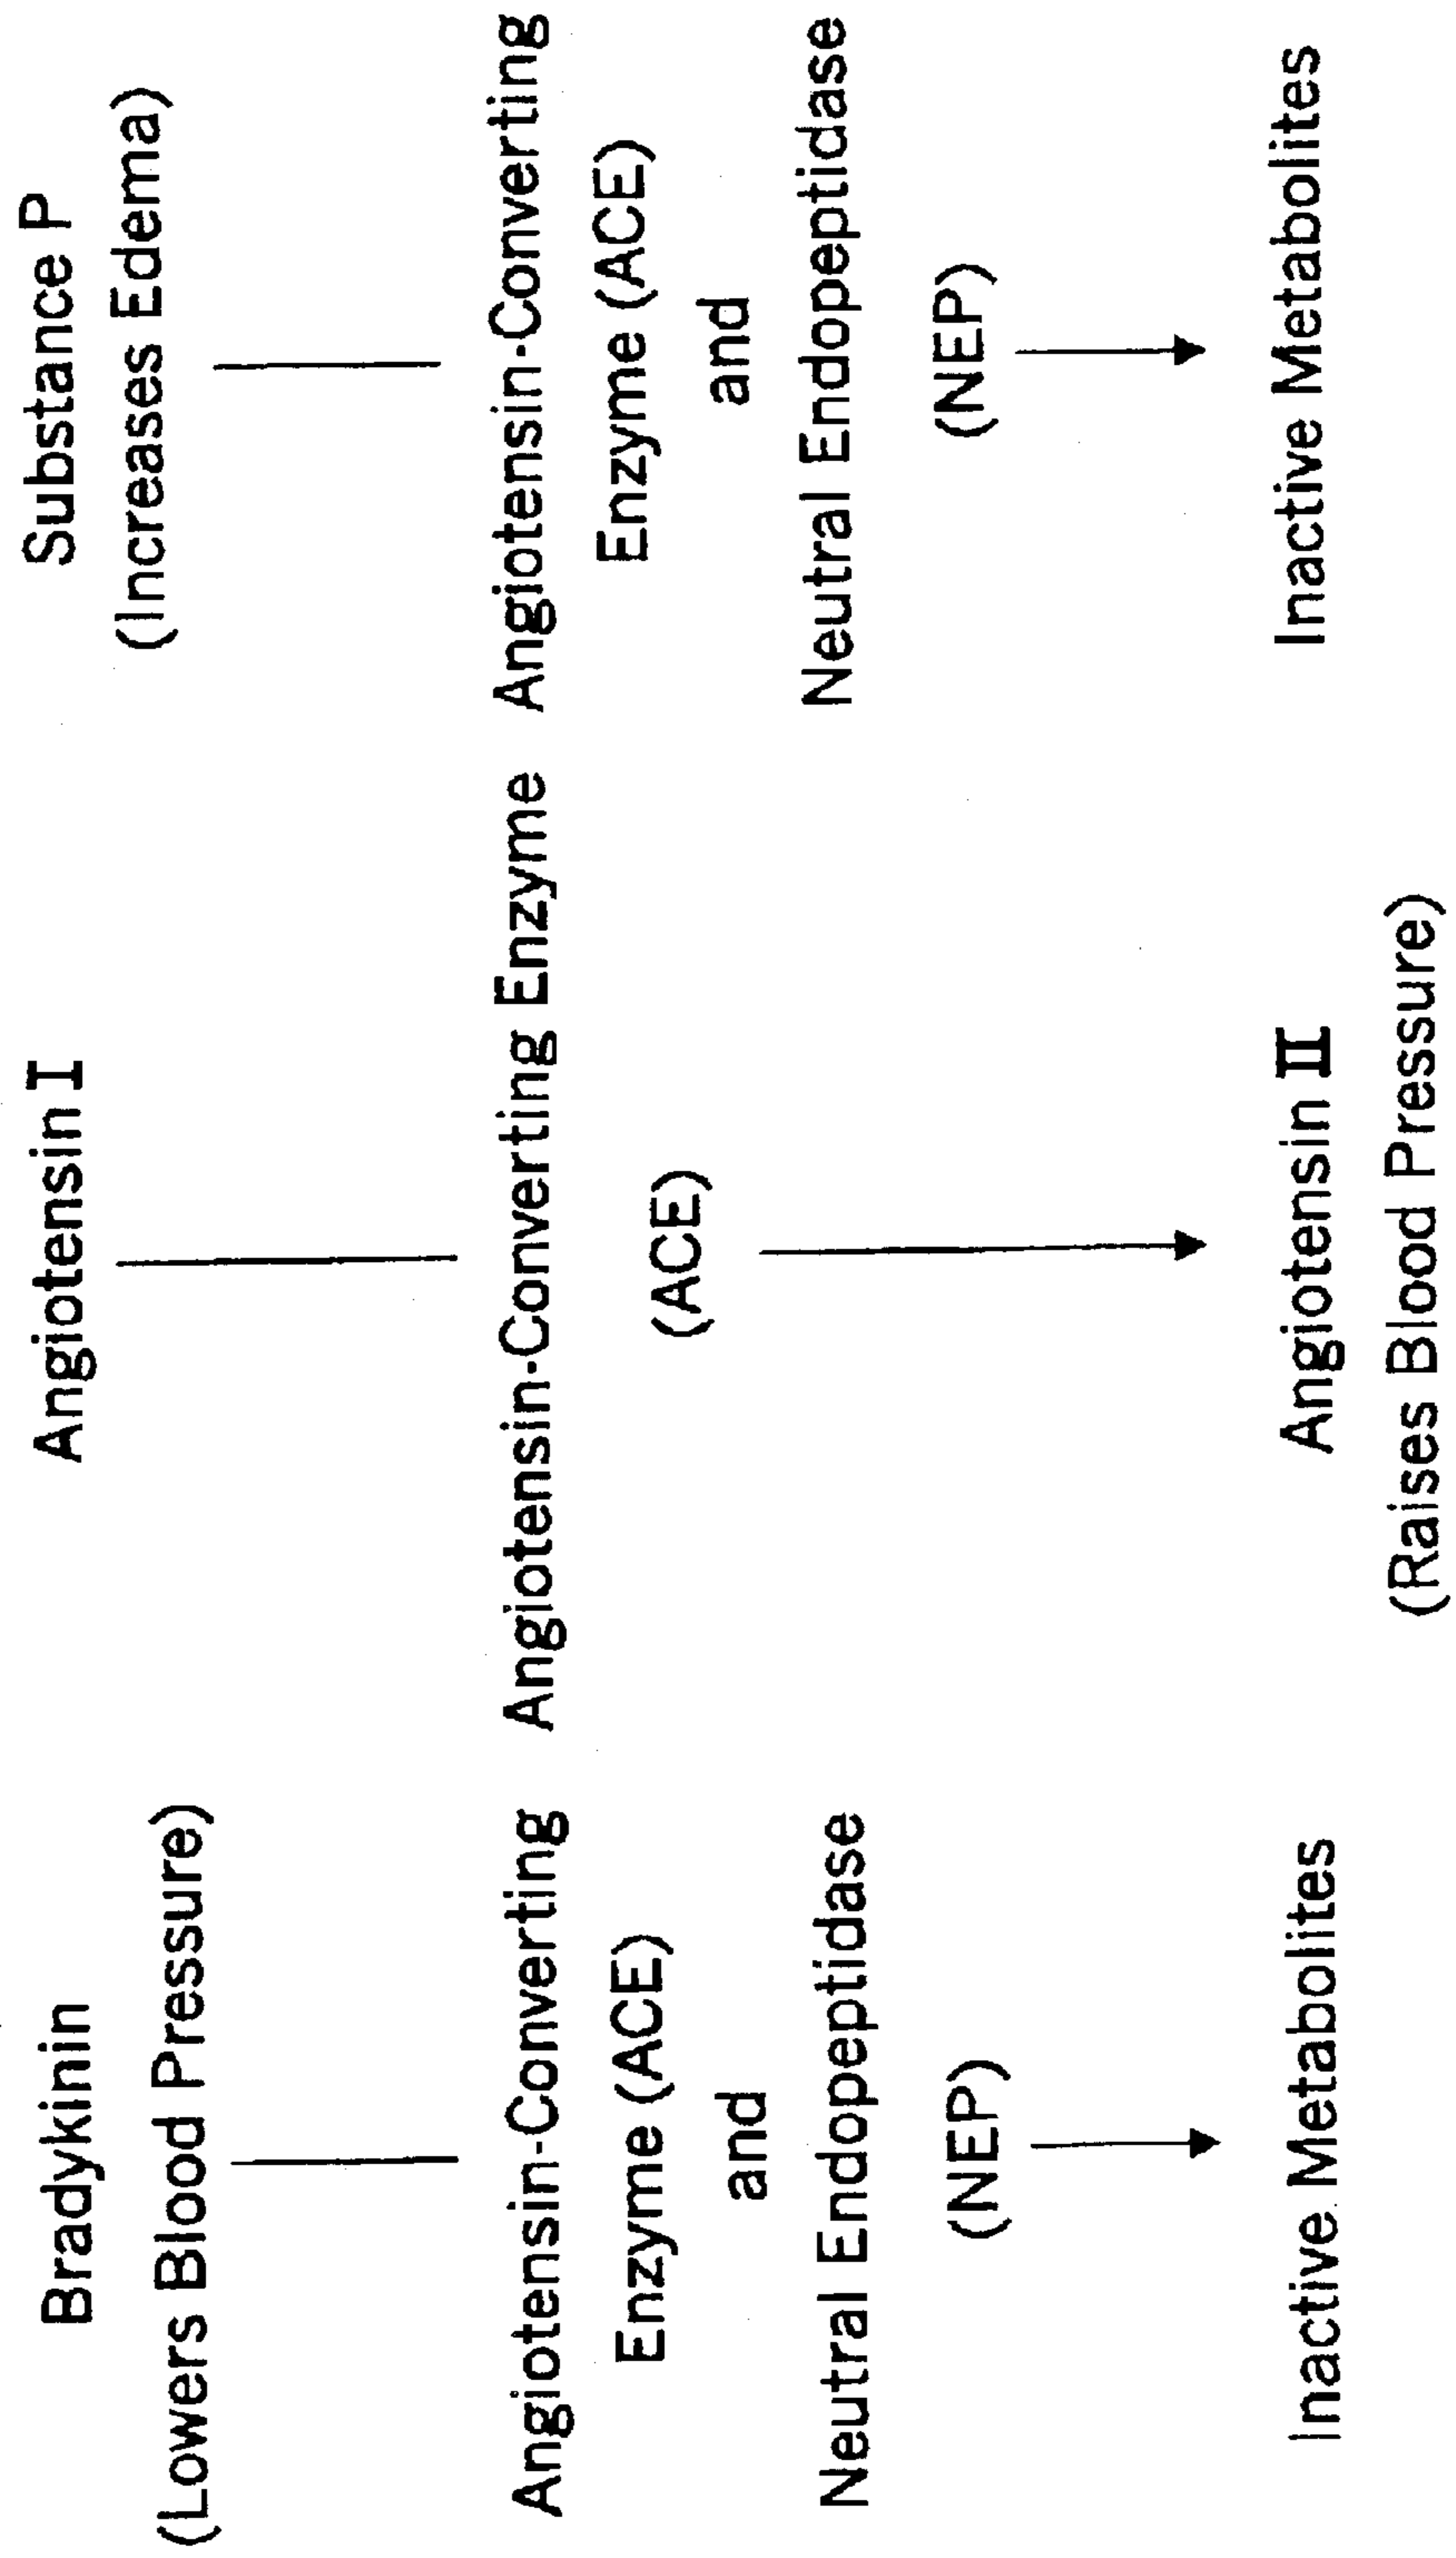 Bradykinin
(Lowers Blood Pressure)
Angiotensin-Converting
Enzyme (ACE)
and
Neutral Endopeptidase
(NEP)
Inactive Metabolites
Angiotensin I
Angiotensin-Converting Enzyme
(ACE)
Angiotensin II
(Raises Blood Pressure)
Substance P
(Increases Edema)
Angiotensin-Converting
Enzyme (ACE)
and
Neutral Endopeptidase
(NEP)
Inactive Metabolites